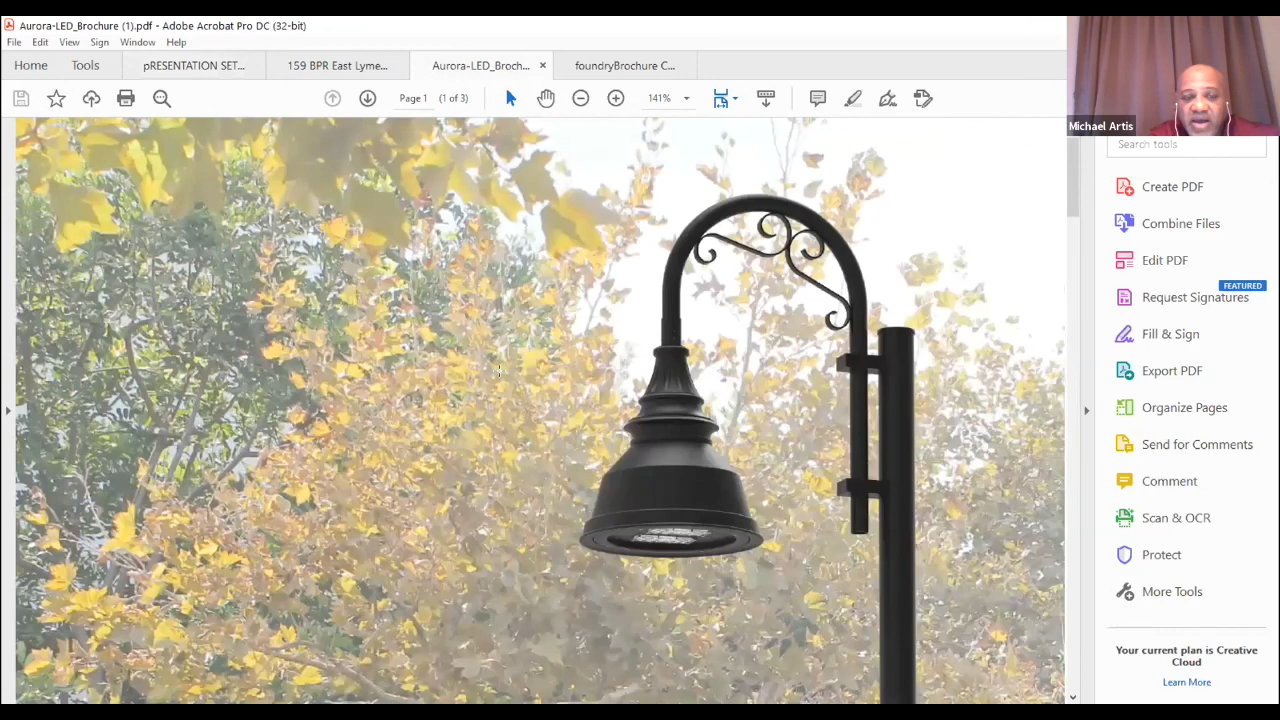 Aurora-LED_Brochure (1).pdf - Adobe Acrobat Pro DC (32-bit)
File Edit View Sign Window Help
Home Tools pRESENTATION SET... 159 BPR East Lyme... Aurora-LED_Broch... × foundryBrochure C...
Page 1 (1 of 3) 141%
Michael Artis
Search tools
Create PDF
Combine Files
Edit PDF
FEATURED
Request Signatures
Fill & Sign
Export PDF
Organize Pages
Send for Comments
Comment
Scan & OCR
Protect
More Tools
Your current plan is Creative
Cloud
Learn More